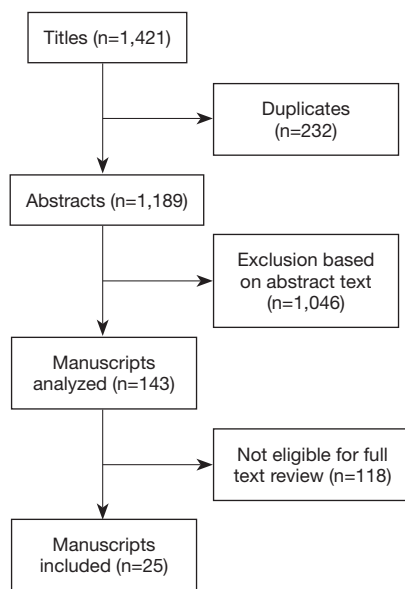 Titles (n=1,421)
Duplicates
(n=232)
Abstracts (n=1,189)
Exclusion based
on abstract text
(n=1,046)
Manuscripts
analyzed (n=143)
Not eligible for full
text review (n=118)
Manuscripts
included (n=25)